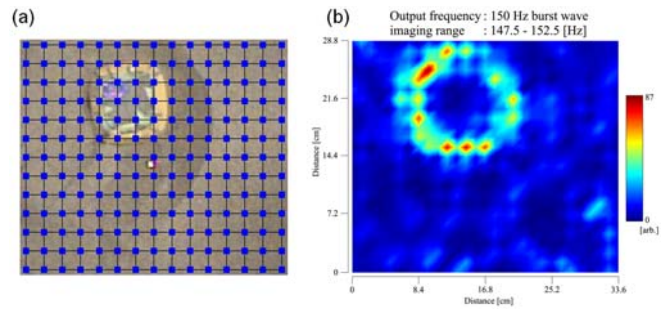 (a)
(b)
Output frequency : 150 Hz burst wave
imaging range : 147.5 - 152.5 [Hz]
28.8
21.6
14.4
7.2
0
Distance [cm]
0
8.4
16.8
25.2
33.6
Distance [cm]
87
0
[arb.]